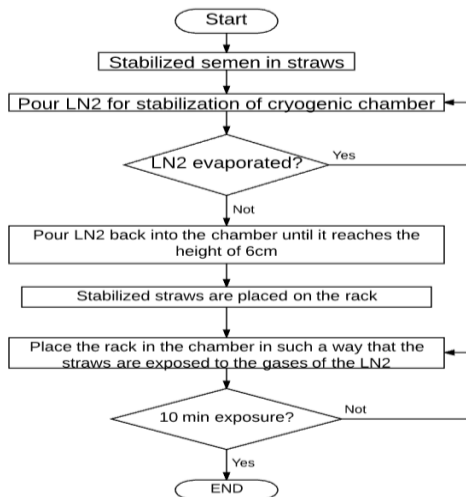 Start
Stabilized semen in straws
Pour LN2 for stabilization of cryogenic chamber
LN2 evaporated?
Yes
Not
Pour LN2 back into the chamber until it reaches the
height of 6cm
Stabilized straws are placed on the rack
Place the rack in the chamber in such a way that the
straws are exposed to the gases of the LN2
10 min exposure?
Not
Yes
END